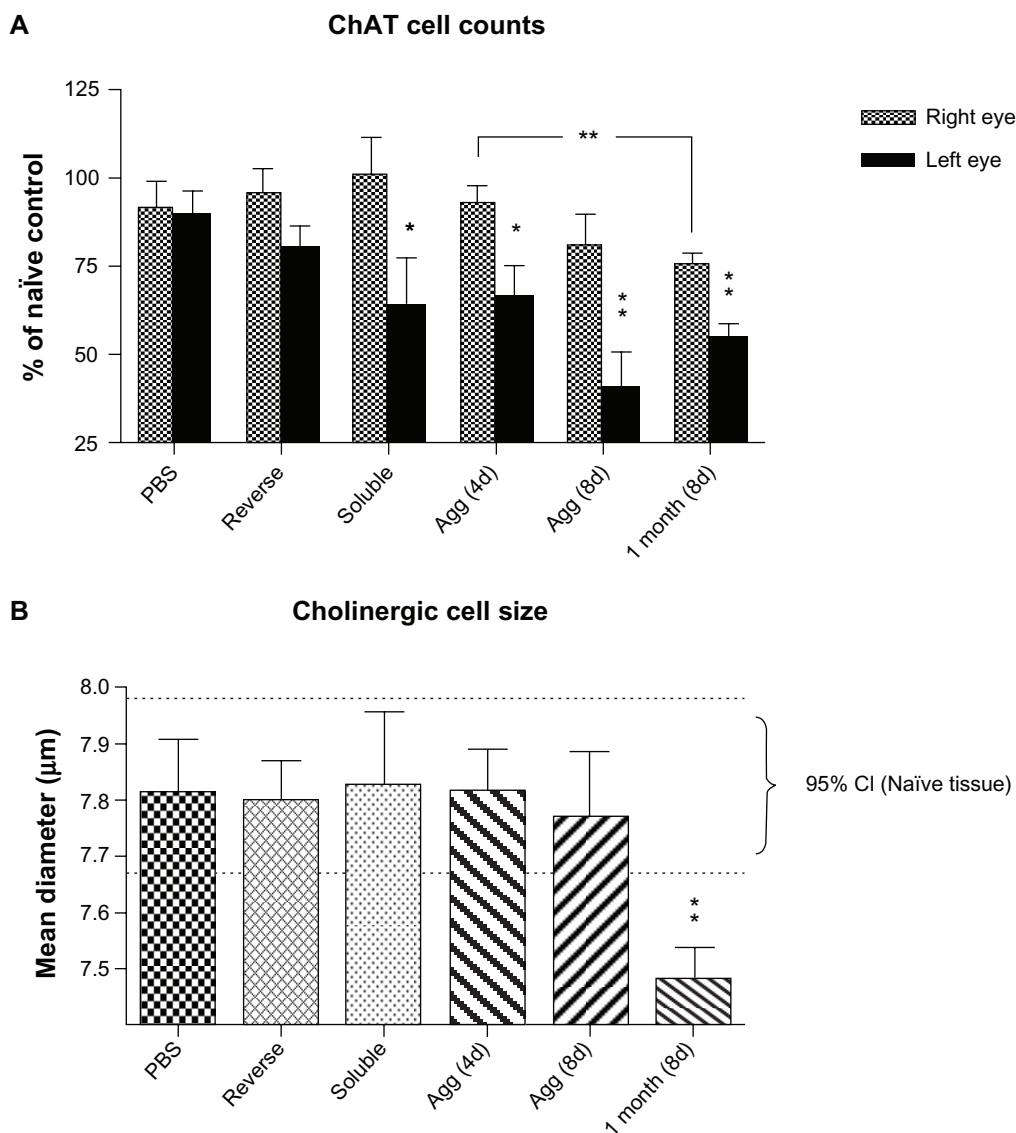 A
ChAT cell counts
% of naïve control
125
100
75
50
25
**
*
*
**
**
Right eye
Left eye
PBS
Reverse
Soluble
Agg (4d)
Agg (8d)
1 month (8d)
B
Cholinergic cell size
Mean diameter (µm)
8.0
7.9
7.8
7.7
7.6
7.5
**
95% CI (Naïve tissue)
PBS
Reverse
Soluble
Agg (4d)
Agg (8d)
1 month (8d)